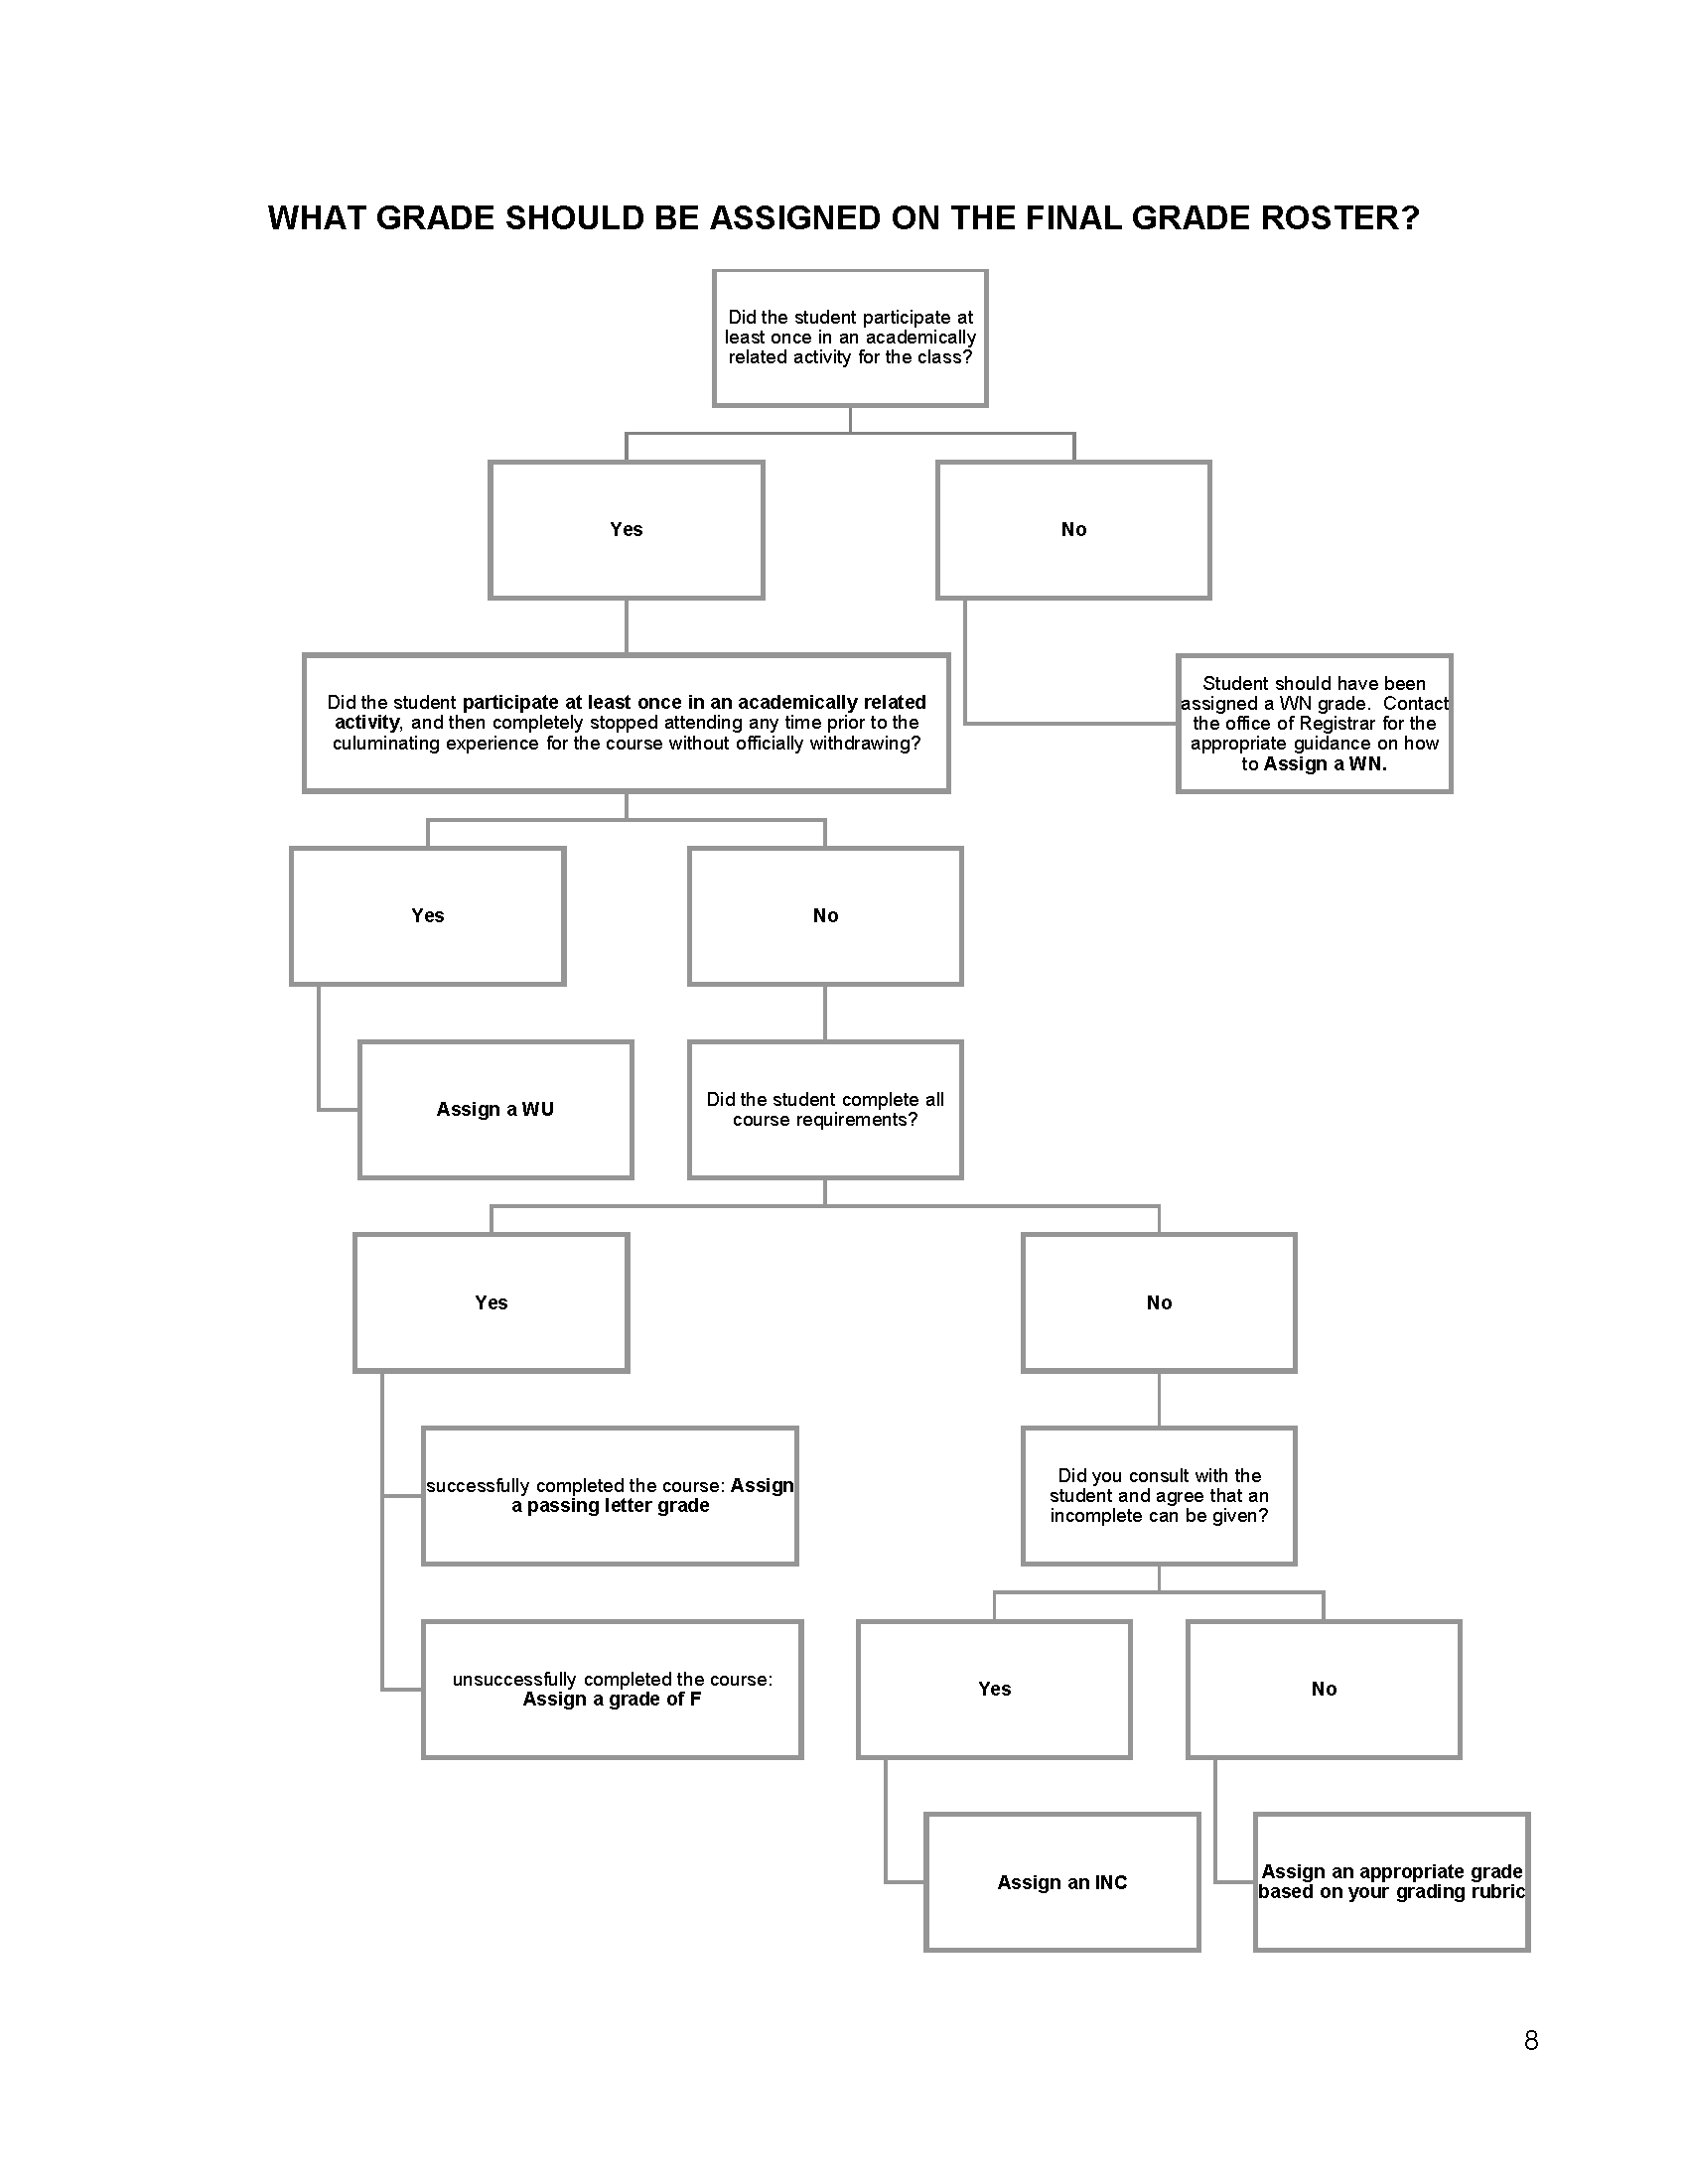 WHAT GRADE SHOULD BE ASSIGNED ON THE FINAL GRADE ROSTER?
Did the student participate at
least once in an academically
related activity for the class?
Yes
No
Did the student participate at least once in an academically related
activity, and then completely stopped attending any time prior to the
culuminating experience for the course without officially withdrawing?
Student should have been
assigned a WN grade.  Contact
the office of Registrar for the
appropriate guidance on how
to Assign a WN.
Yes
No
Assign a WU
Did the student complete all
course requirements?
Yes
No
successfully completed the course: Assign
a passing letter grade
Did you consult with the
student and agree that an
incomplete can be given?
unsuccessfully completed the course:
Assign a grade of F
Yes
No
Assign an INC
Assign an appropriate grade
based on your grading rubric
8